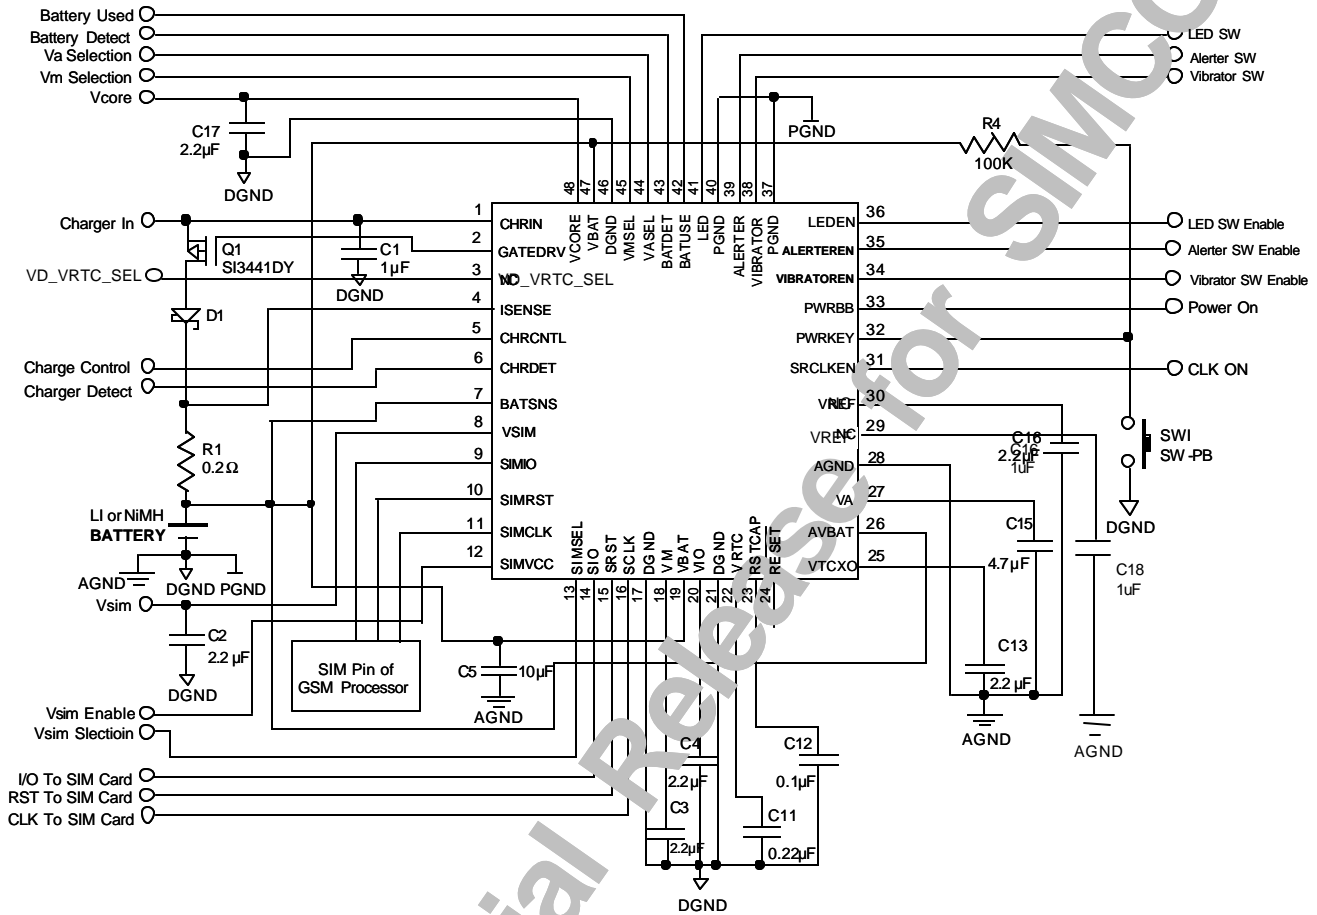 Battery Used
Battery Detect
Va Selection
Vm Selection
Vcore
C17
2.2µF
DGND
LED SW
Alerter SW
Vibrator SW
PGND
R4
100K
SIMCO
Charger In
Q1
SI3441DY
C1
1µF
DGND
VD_VRTC_SEL
D1
Charge Control
Charger Detect
R1
0.2Ω
LI or NiMH
BATTERY
AGND
DGND PGND
Vsim
C2
2.2 µF
DGND
Vsim Enable
Vsim Slectioin
I/O To SIM Card
RST To SIM Card
CLK To SIM Card
48 47 46 45 44 43 42 41 40 39 38 37
VCORE VBAT DGND VMSEL VASEL BATDET BATUSE LED PGND ALERTER VIBRATOR PGND
1 CHRIN
2 GATEDRV
3 NC VD_VRTC_SEL
4 ISENSE
5 CHRCNTL
6 CHRDET
7 BATSNS
8 VSIM
9 SIMIO
10 SIMRST
11 SIMCLK
12 SIMVCC
SIMSEL SIO SRST SCLK DGND VM VBAT VIO DGND VRTC RSTCAP RESET
13 14 15 16 17 18 19 20 21 22 23 24
LEDEN 36
ALERTEREN 35
VIBRATOREN 34
PWRBB 33
PWRKEY 32
SRCLKEN 31
VREF 30
VREF NC 29
AGND 28
VA 27
AVBAT 26
VTCXO 25
LED SW Enable
Alerter SW Enable
Vibrator SW Enable
Power On
CLK ON
SWI
SW-PB
DGND
C16
2.2µF
C16
1uF
C15
4.7µF
C18
1uF
C13
2.2 µF
AGND
AGND
SIM Pin of
GSM Processor
C5
10µF
AGND
C4
2.2µF
C3
2.2µF
C12
0.1µF
C11
0.22µF
DGND
ial Release for